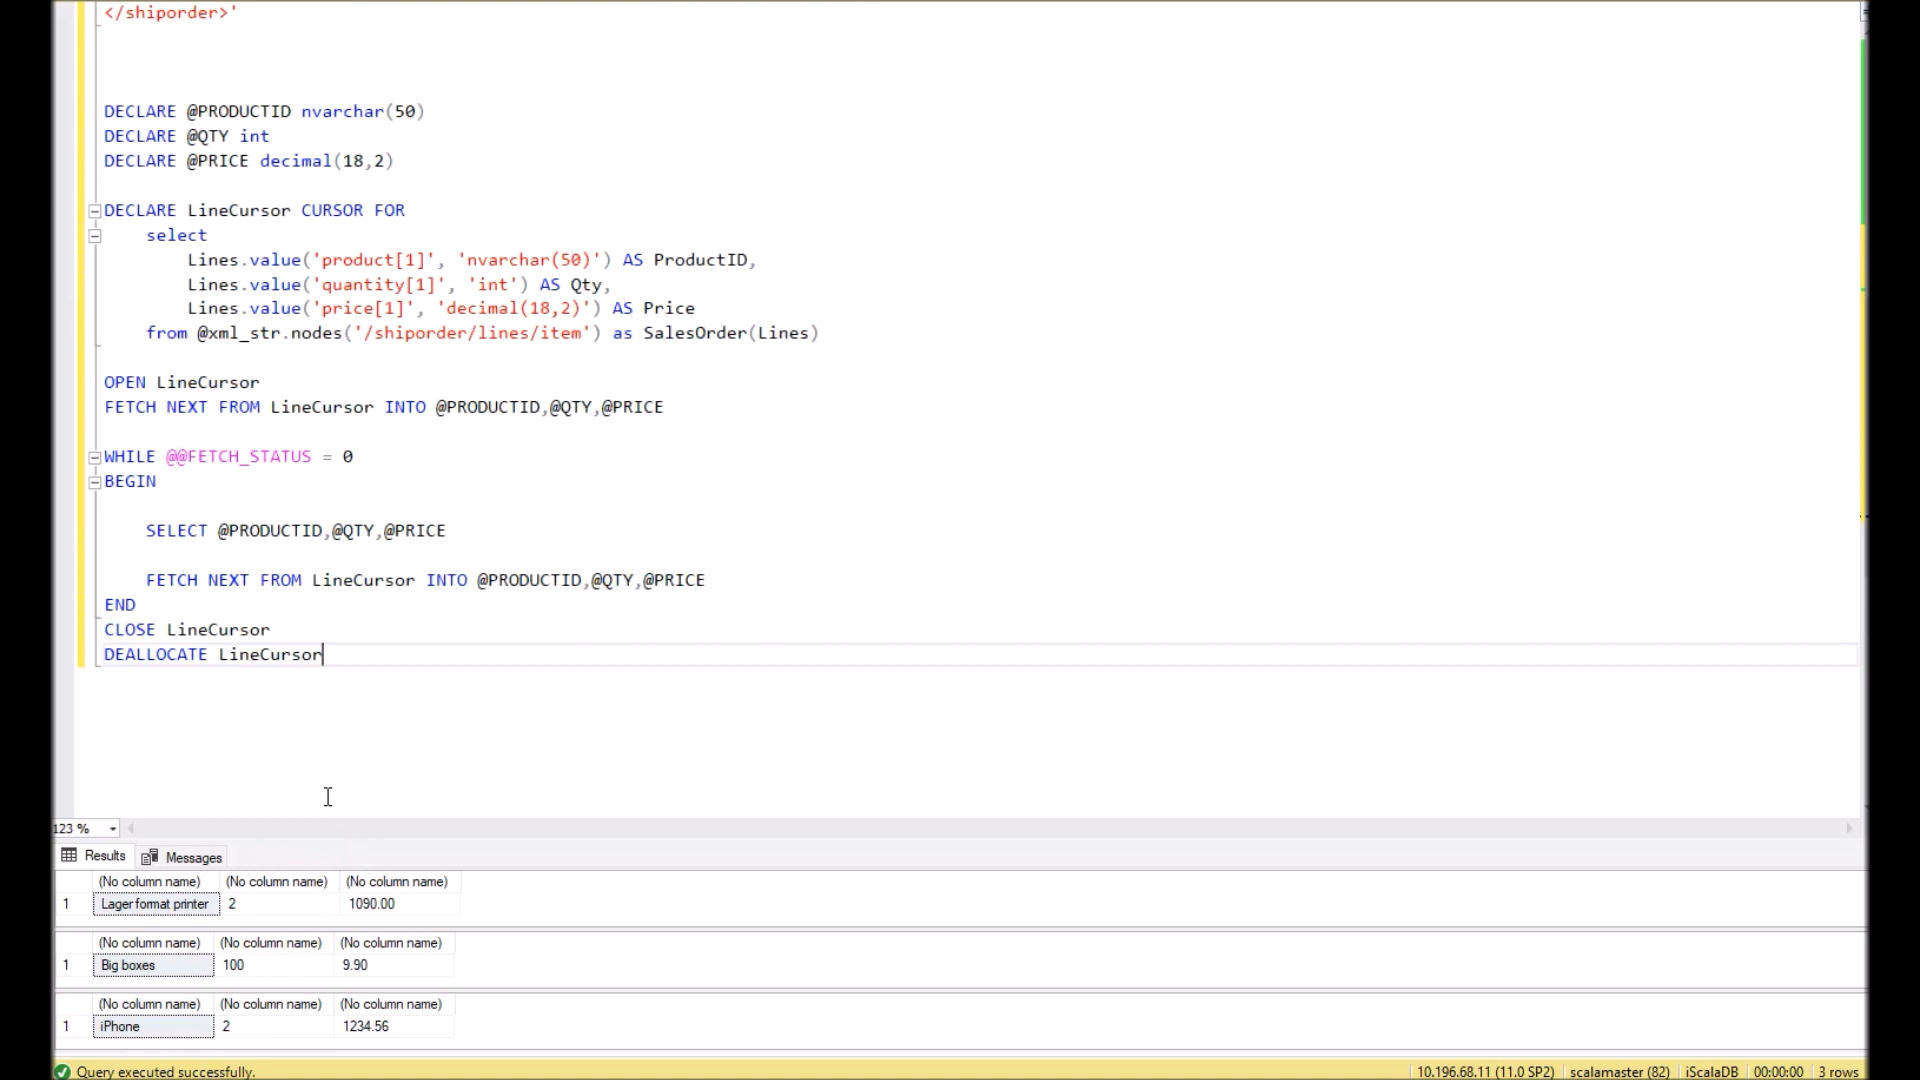 </shiporder>'
DECLARE @PRODUCTID nvarchar(50)
DECLARE @QTY int
DECLARE @PRICE decimal(18,2)
DECLARE LineCursor CURSOR FOR
select
Lines.value('product[1]', 'nvarchar(50)') AS ProductID,
Lines.value('quantity[1]', 'int') AS Qty,
Lines.value('price[1]', 'decimal(18,2)') AS Price
from @xml_str.nodes('/shiporder/lines/item') as SalesOrder(Lines)
OPEN LineCursor
FETCH NEXT FROM LineCursor INTO @PRODUCTID,@QTY,@PRICE
WHILE @@FETCH_STATUS = 0
BEGIN
SELECT @PRODUCTID,@QTY,@PRICE
FETCH NEXT FROM LineCursor INTO @PRODUCTID,@QTY,@PRICE
END
CLOSE LineCursor
DEALLOCATE LineCursor
123 %
Results Messages
(No column name) (No column name) (No column name)
1 Lager format printer 2 1090.00
(No column name) (No column name) (No column name)
1 Big boxes 100 9.90
(No column name) (No column name) (No column name)
1 iPhone 2 1234.56
Query executed successfully. 10.196.68.11 (11.0 SP2) scalamaster (82) iScalaDB 00:00:00 3 rows